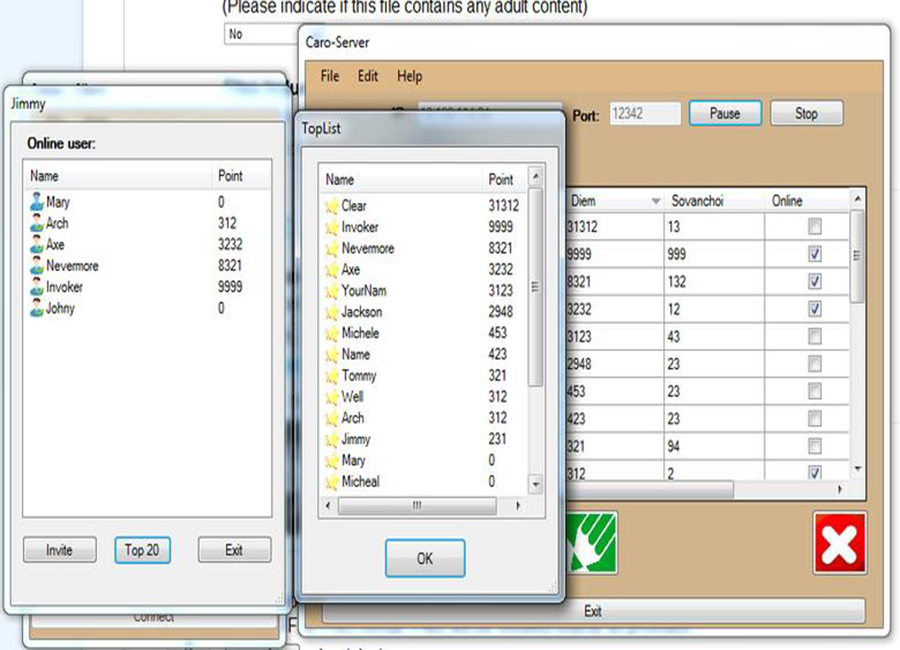 (Please indicate if this file contains any adult content)
No
Caro-Server
File Edit Help
Port: 12342 Pause Stop
Diem Sovanchoi Online
31312 13
9999 999
8321 132
3232 12
3123 43
2948 23
453 23
423 23
321 94
312 2
Exit
Jimmy
Online user:
Name Point
Mary 0
Arch 312
Axe 3232
Nevermore 8321
Invoker 9999
Johny 0
Invite Top 20 Exit
Connect
TopList
Name Point
Clear 31312
Invoker 9999
Nevermore 8321
Axe 3232
YourNam 3123
Jackson 2948
Michele 453
Name 423
Tommy 321
Well 312
Arch 312
Jimmy 231
Mary 0
Micheal 0
OK